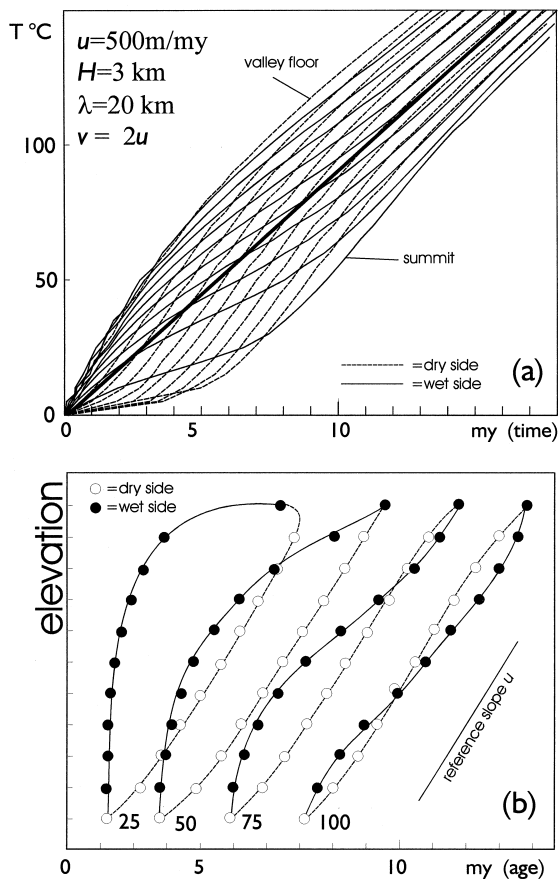 T °C
u=500m/my
H=3 km
λ=20 km
v = 2u
valley floor
100
50
summit
=dry side
=wet side
(a)
0
0 5 10
my (time)
=dry side
=wet side
elevation
reference slope u
(b)
25 50 75 100
0 5 10 my (age)